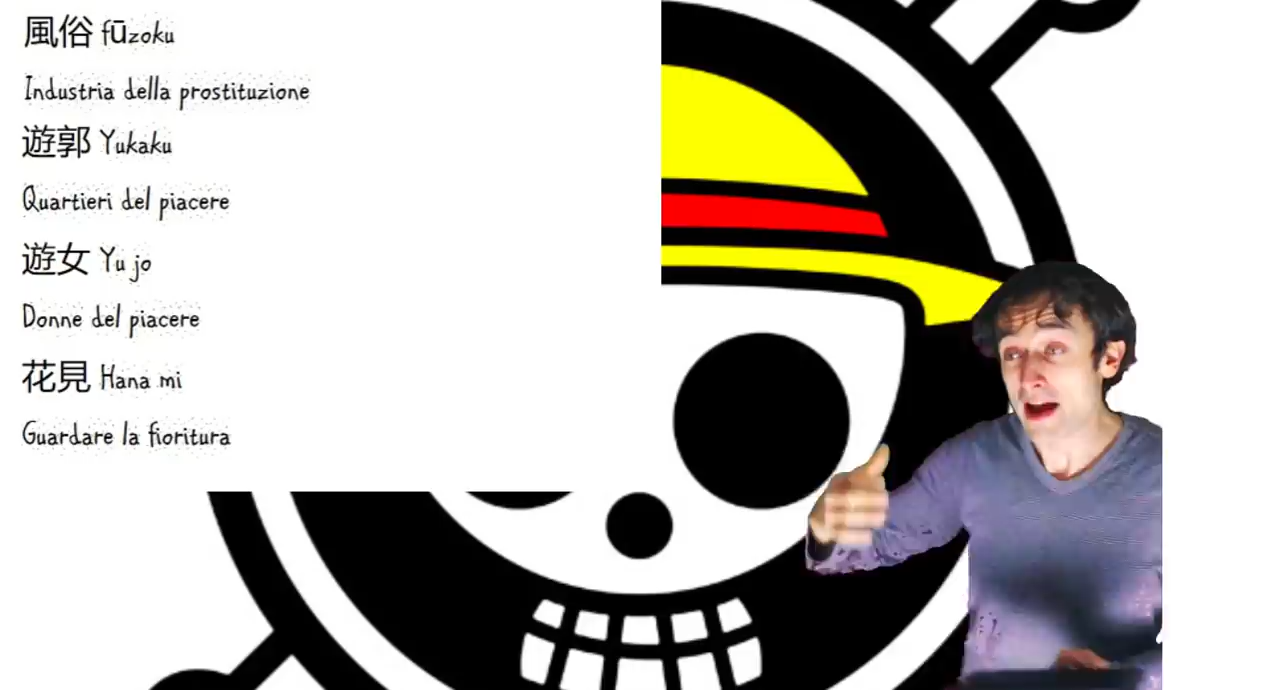 風俗 fūzoku
Industria della prostituzione
遊郭 Yukaku
Quartieri del piacere
遊女 Yu jo
Donne del piacere
花見 Hana mi
Guardare la fioritura